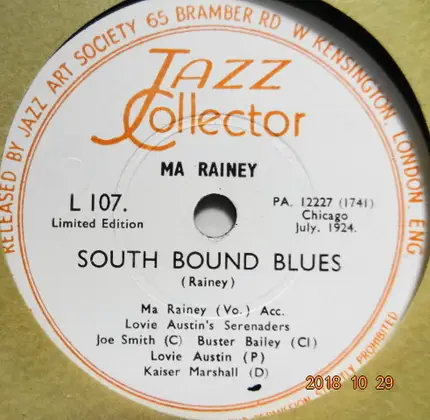 RELEASED BY JAZZ ART SOCIETY 65 BRAMBER RD W KENSINGTON. LONDON. ENG.
JAZZ
Collector
MA RAINEY
L 107.
Limited Edition
PA. 12227 (1741)
Chicago
July. 1924.
SOUTH BOUND BLUES
(Rainey)
Ma Rainey (Vo.) Acc.
Lovie Austin's Serenaders
Joe Smith (C) Buster Bailey (Cl)
Lovie Austin (P)
Kaiser Marshall (D)
STRICTLY PROHIBITED
2018 10 29